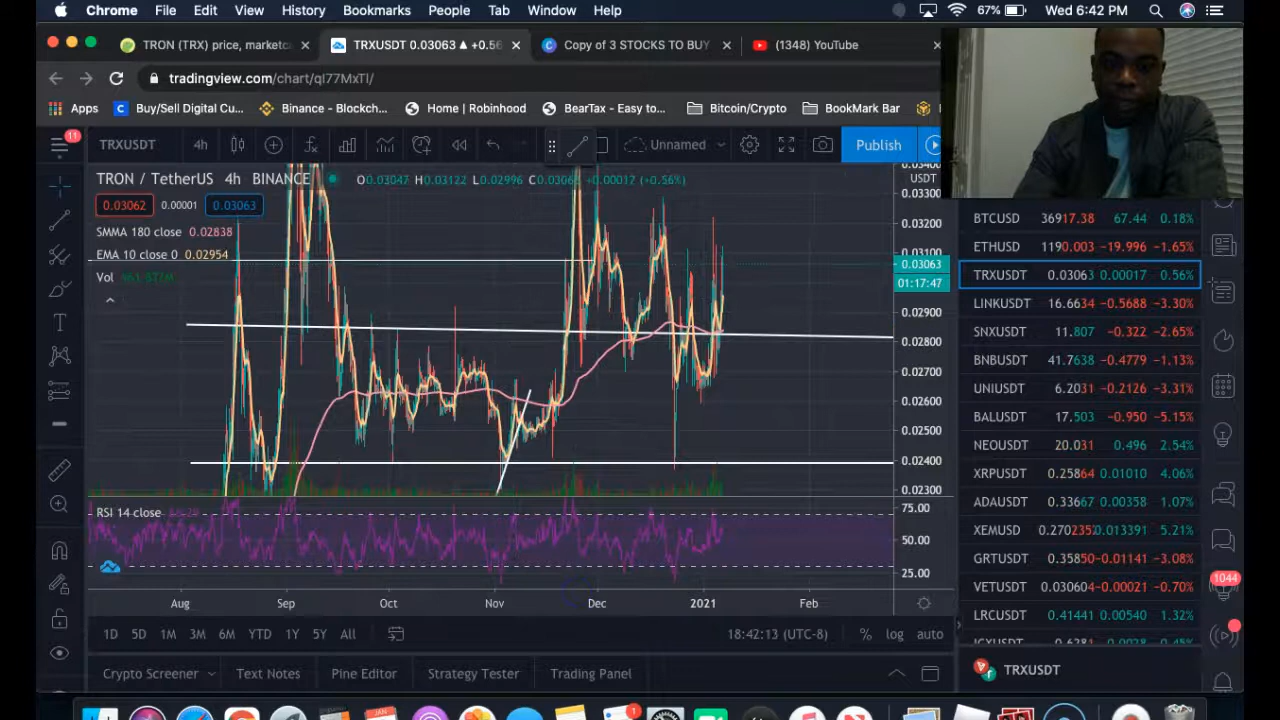 Chrome File Edit View History Bookmarks People Tab Window Help 67% Wed 6:42 PM
TRON (TRX) price, marketca × TRXUSDT 0.03063 ▲ +0.56 × Copy of 3 STOCKS TO BUY × (1348) YouTube ×
tradingview.com/chart/qI77MxTI/
Apps Buy/Sell Digital Cu... Binance - Blockch... Home | Robinhood BearTax - Easy to... Bitcoin/Crypto BookMark Bar
11 TRXUSDT 4h Unnamed Publish
TRON / TetherUS 4h BINANCE O0.03047 H0.03122 L0.02996 +0.00017 (+0.56%)
0.03062 0.00001 0.03063
SMMA 180 close 0.02838
EMA 10 close 0 0.02954
Vol
0.03400
USDT
0.03300
0.03200
0.03100
0.03063
01:17:47
0.02900
0.02800
0.02700
0.02600
0.02500
0.02400
0.02300
RSI 14 close
75.00
50.00
25.00
Aug Sep Oct Nov Dec 2021 Feb
1D 5D 1M 3M 6M YTD 1Y 5Y All 18:42:13 (UTC-8) % log auto
Crypto Screener Text Notes Pine Editor Strategy Tester Trading Panel
BTCUSD 36917.38 67.44 0.18%
ETHUSD 1190.003 -19.996 -1.65%
TRXUSDT 0.03063 0.00017 0.56%
LINKUSDT 16.6634 -0.5688 -3.30%
SNXUSDT 11.807 -0.322 -2.65%
BNBUSDT 41.7638 -0.4779 -1.13%
UNIUSDT 6.2031 -0.2126 -3.31%
BALUSDT 17.503 -0.950 -5.15%
NEOUSDT 20.031 0.496 2.54%
XRPUSDT 0.25864 0.01010 4.06%
ADAUSDT 0.33667 0.00358 1.07%
XEMUSD 0.270235 0.013391 5.21%
GRTUSDT 0.35850 -0.01141 -3.08%
VETUSDT 0.030604 -0.00021 -0.70%
LRCUSDT 0.41441 0.00540 1.32%
TRXUSDT
1044
1
JAN